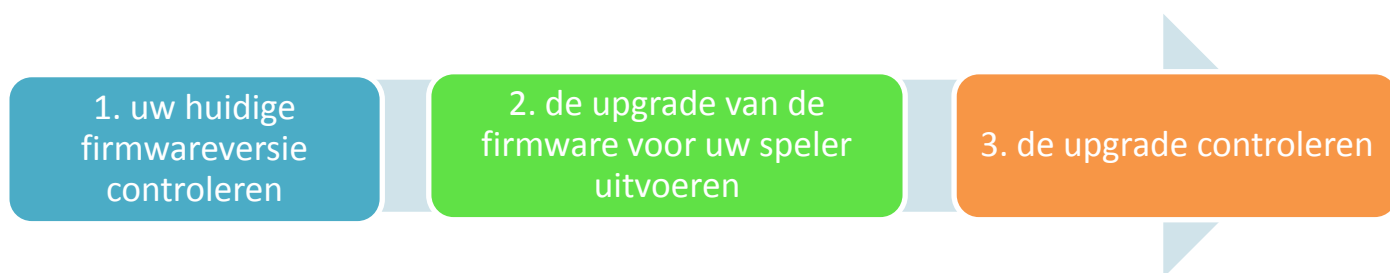 1. uw huidige
firmwareversie
controleren
2. de upgrade van de
firmware voor uw speler
uitvoeren
3. de upgrade controleren